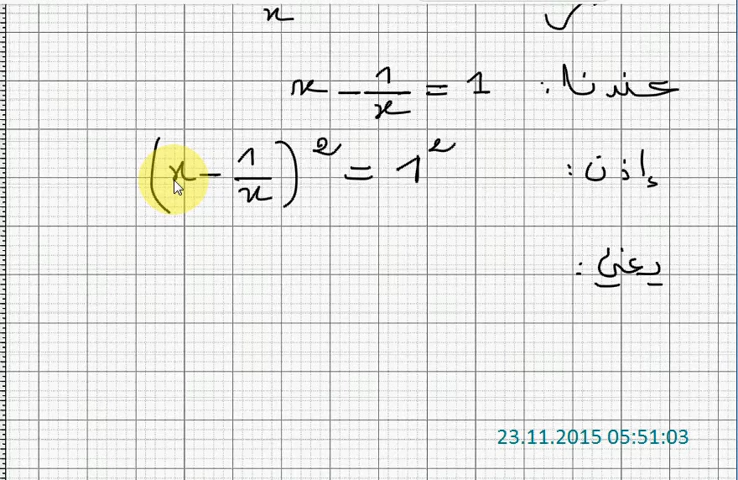 x
عندنا: x - 1/x = 1
إذن: (x - 1/x)² = 1²
يعني:
23.11.2015 05:51:03